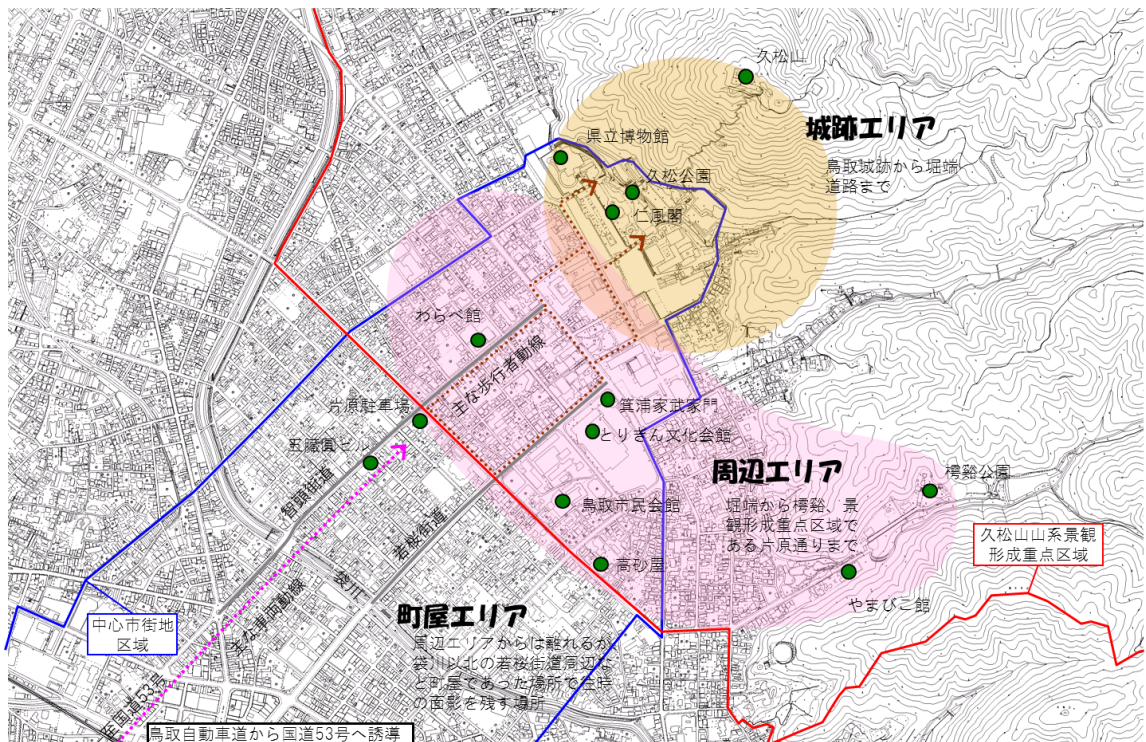 久松山
城跡エリア
鳥取城跡から堀端
道路まで
県立博物館
久松公園
仁風閣
わらべ館
主な歩行者動線
片原駐車場
五臓圓ビル
智頭街道
箕浦家武家門
とりぎん文化会館
周辺エリア
堀端から樗谿、景
観形成重点区域で
ある片原通りまで
樗谿公園
鳥取市民会館
若桜街道
久松山山系景観
形成重点区域
高砂屋
やまびこ館
袋川
町屋エリア
周辺エリアからは離れるが、
袋川以北の若桜街道周辺な
ど町屋であった場所で往時
の面影を残す場所
中心市街地
区域
主な車両動線
至国道53号
鳥取自動車道から国道53号へ誘導